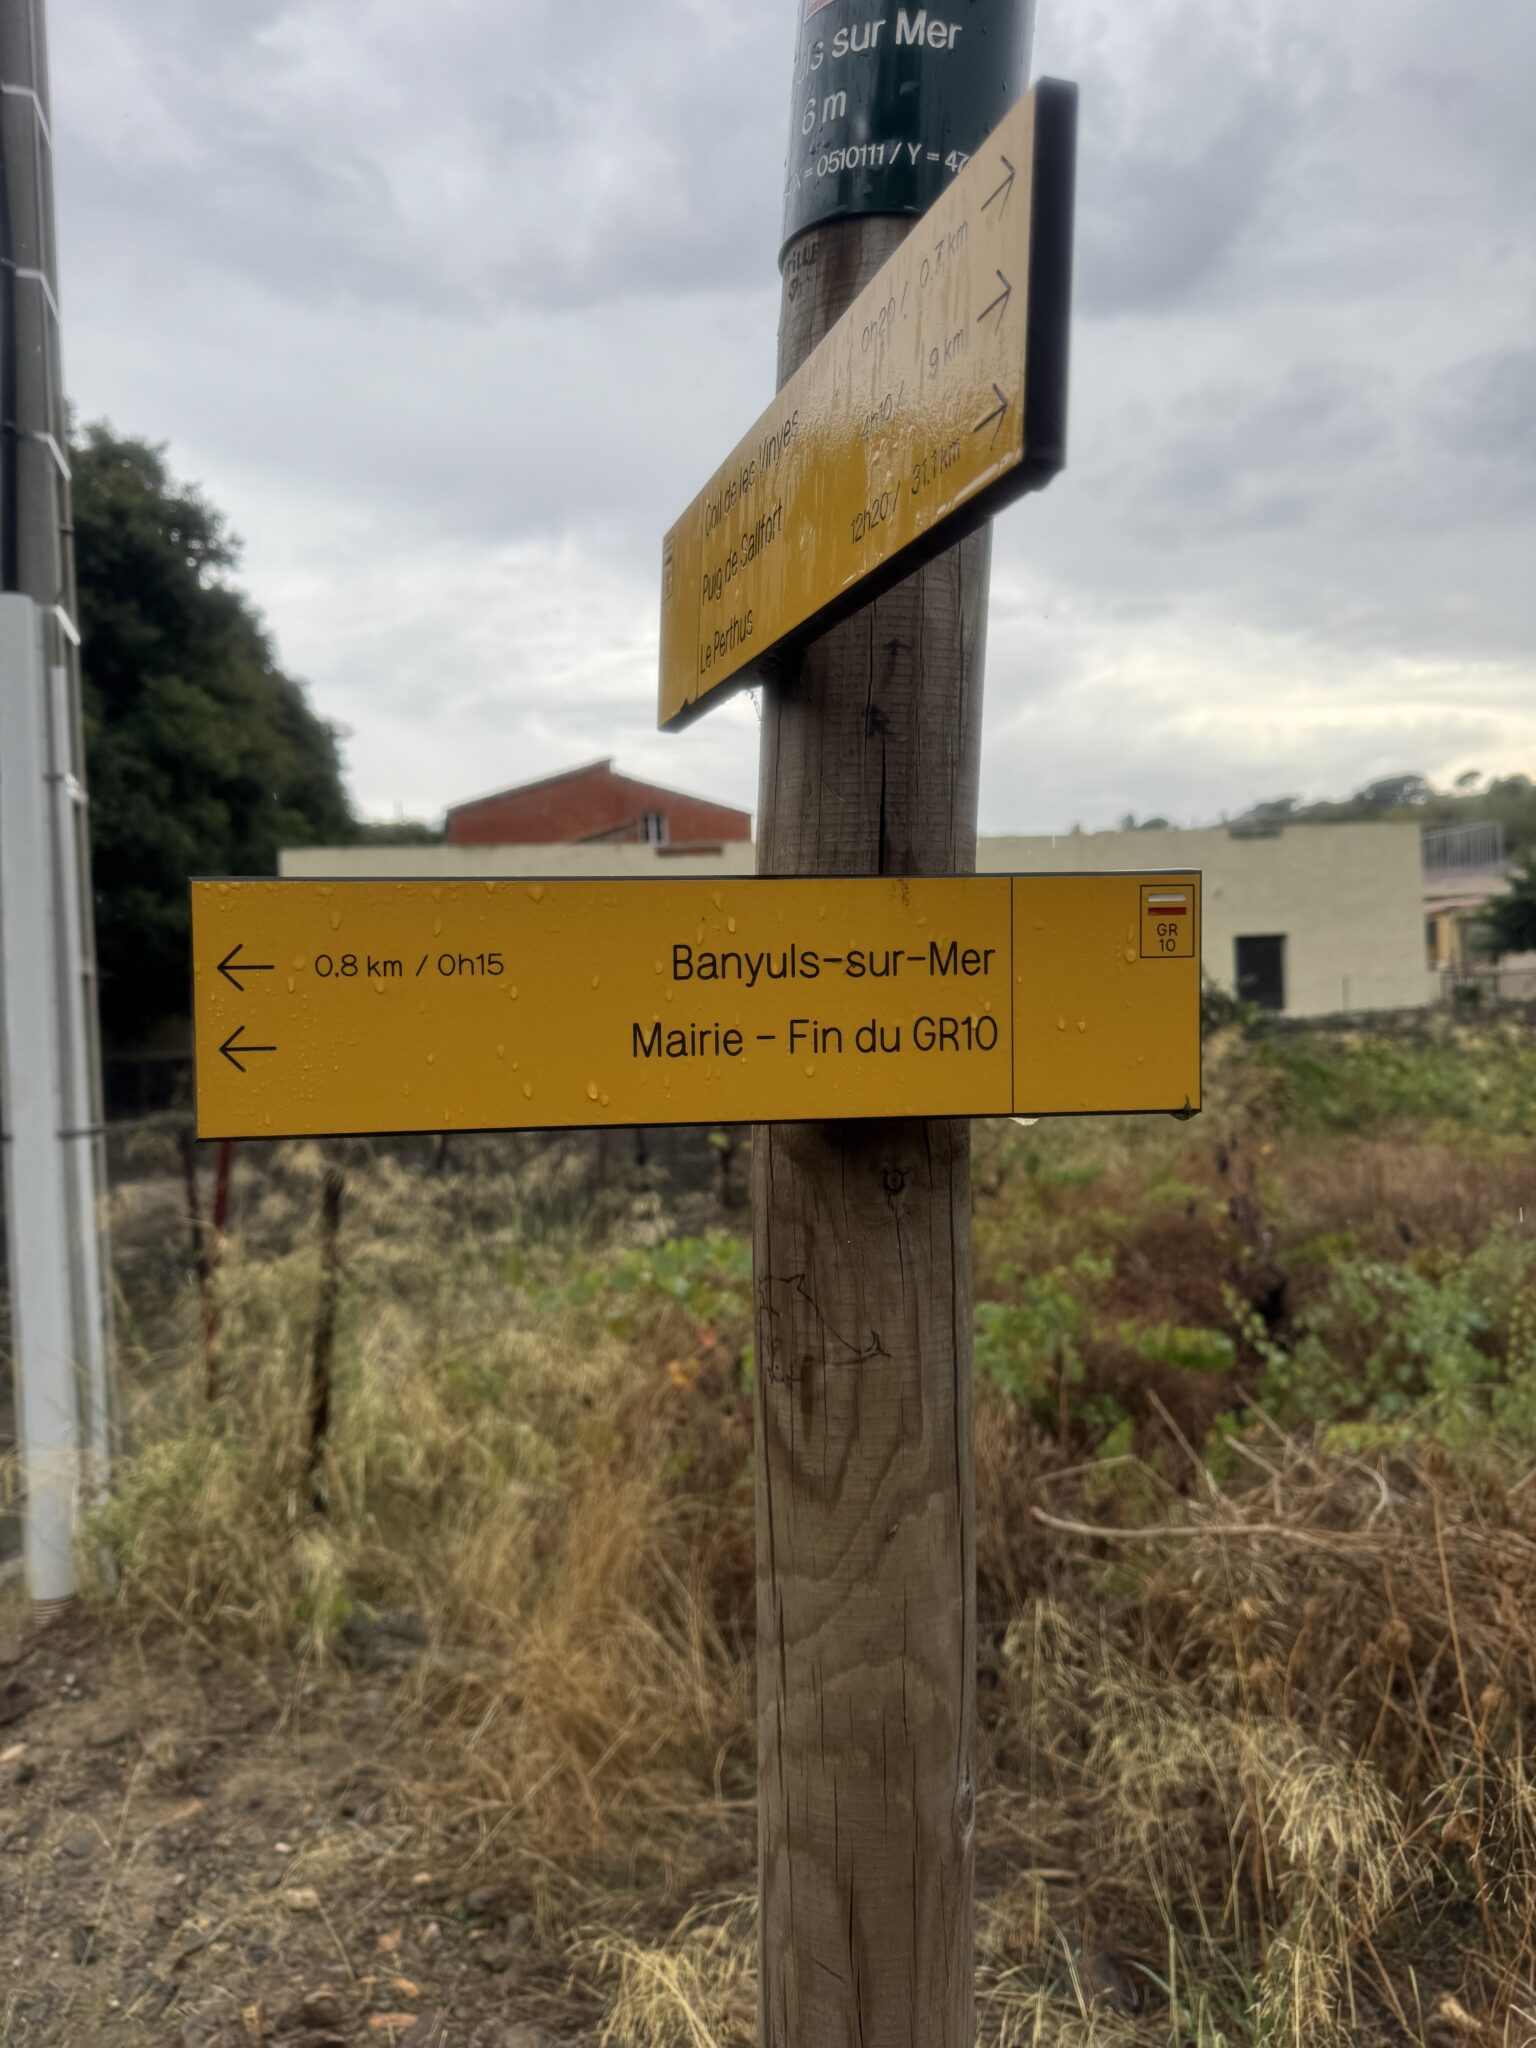 sur Mer
6 m
X = 0510111 / Y = 47
Coll de les Vinyes 0h20 / 0.7 km
Puig de Sallfort 4h10 / 9 km
Le Perthus 12h20 / 31.1 km
0,8 km / 0h15 Banyuls-sur-Mer
Mairie - Fin du GR10
GR
10